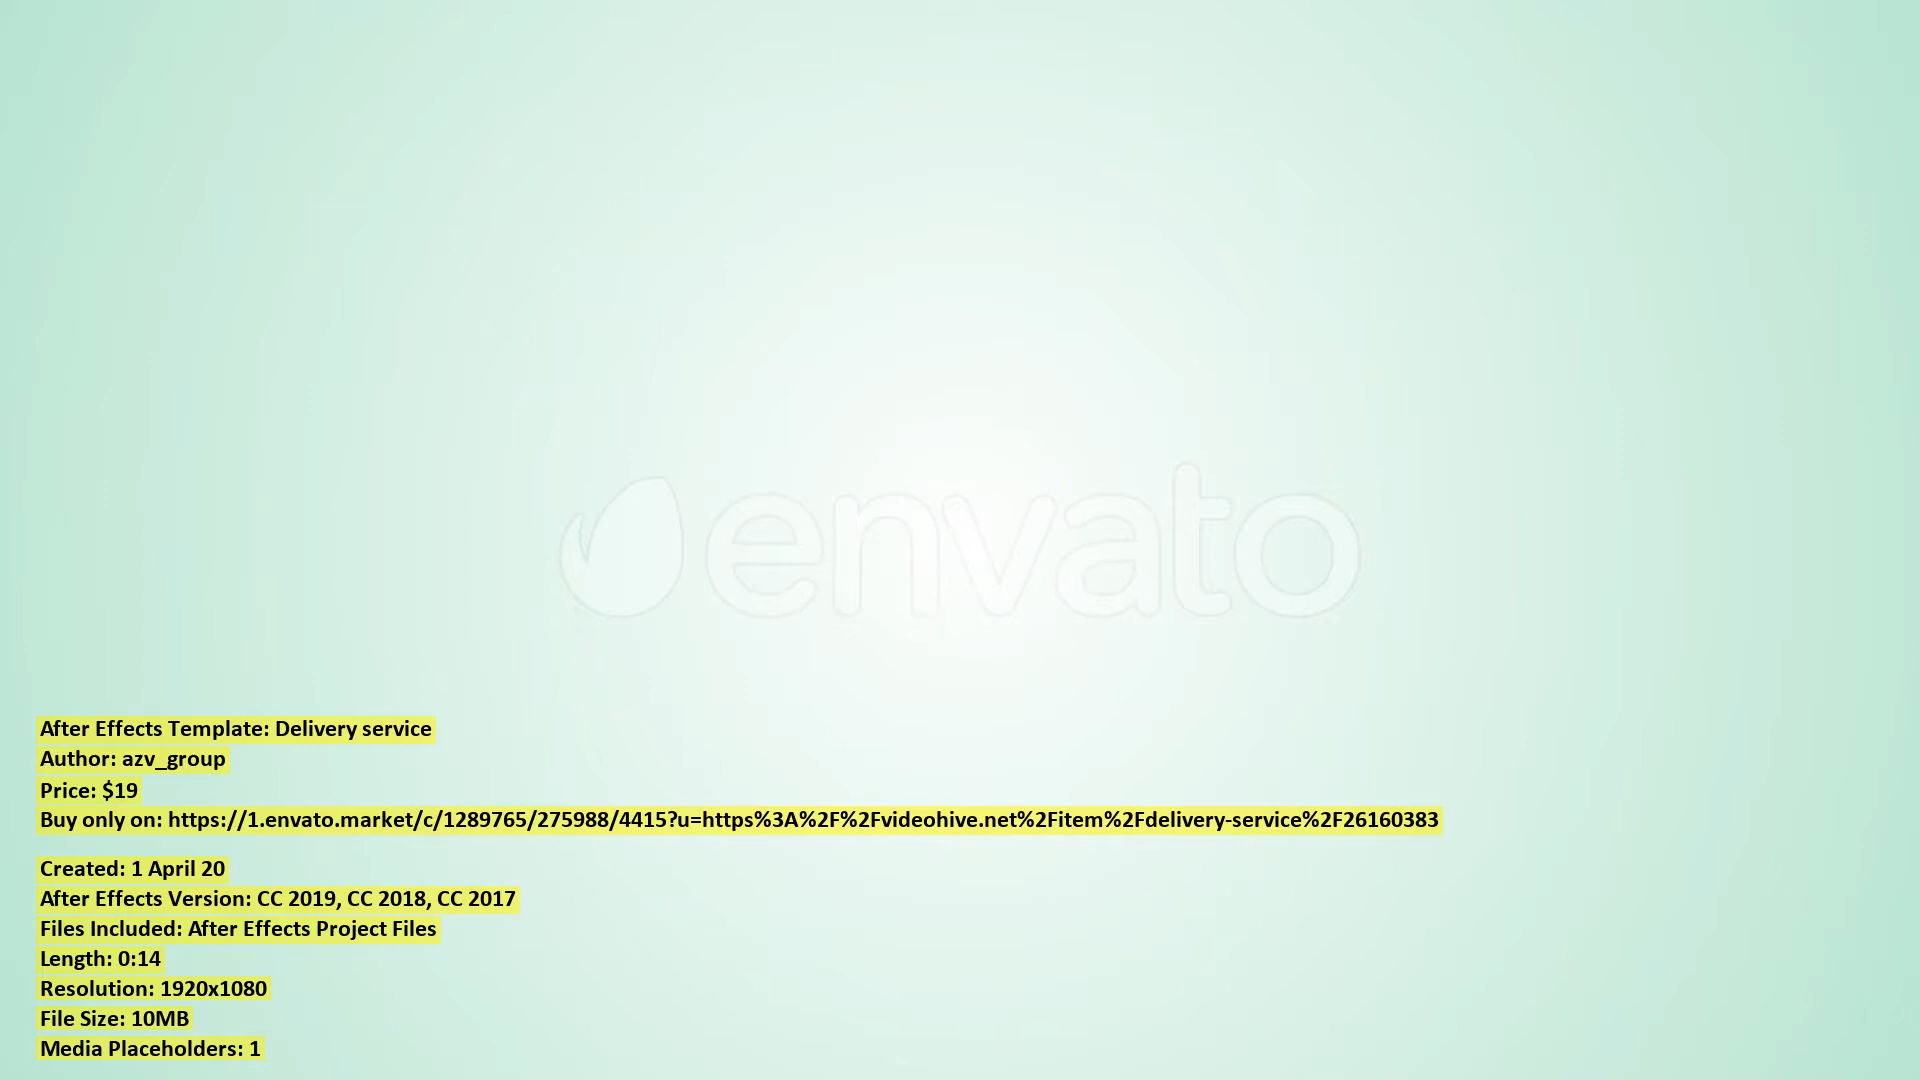 envato
After Effects Template: Delivery service
Author: azv_group
Price: $19
Buy only on: https://1.envato.market/c/1289765/275988/4415?u=https%3A%2F%2Fvideohive.net%2Fitem%2Fdelivery-service%2F26160383
Created: 1 April 20
After Effects Version: CC 2019, CC 2018, CC 2017
Files Included: After Effects Project Files
Length: 0:14
Resolution: 1920x1080
File Size: 10MB
Media Placeholders: 1